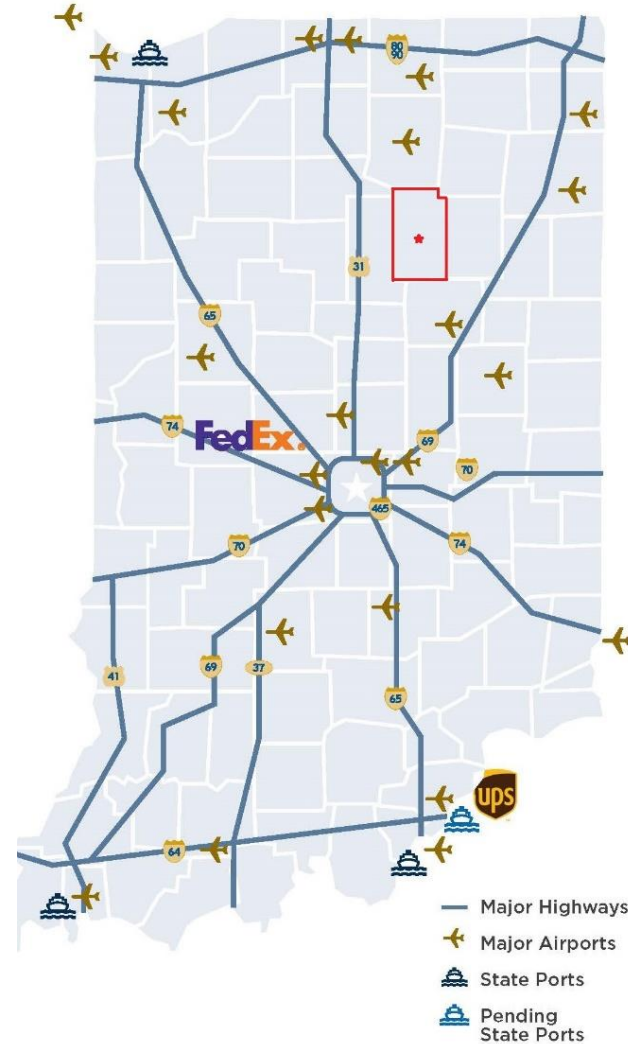 80
90
31
65
74
FedEx.
69
70
465
70
74
69
37
41
65
ups
64
Major Highways
Major Airports
State Ports
Pending
State Ports